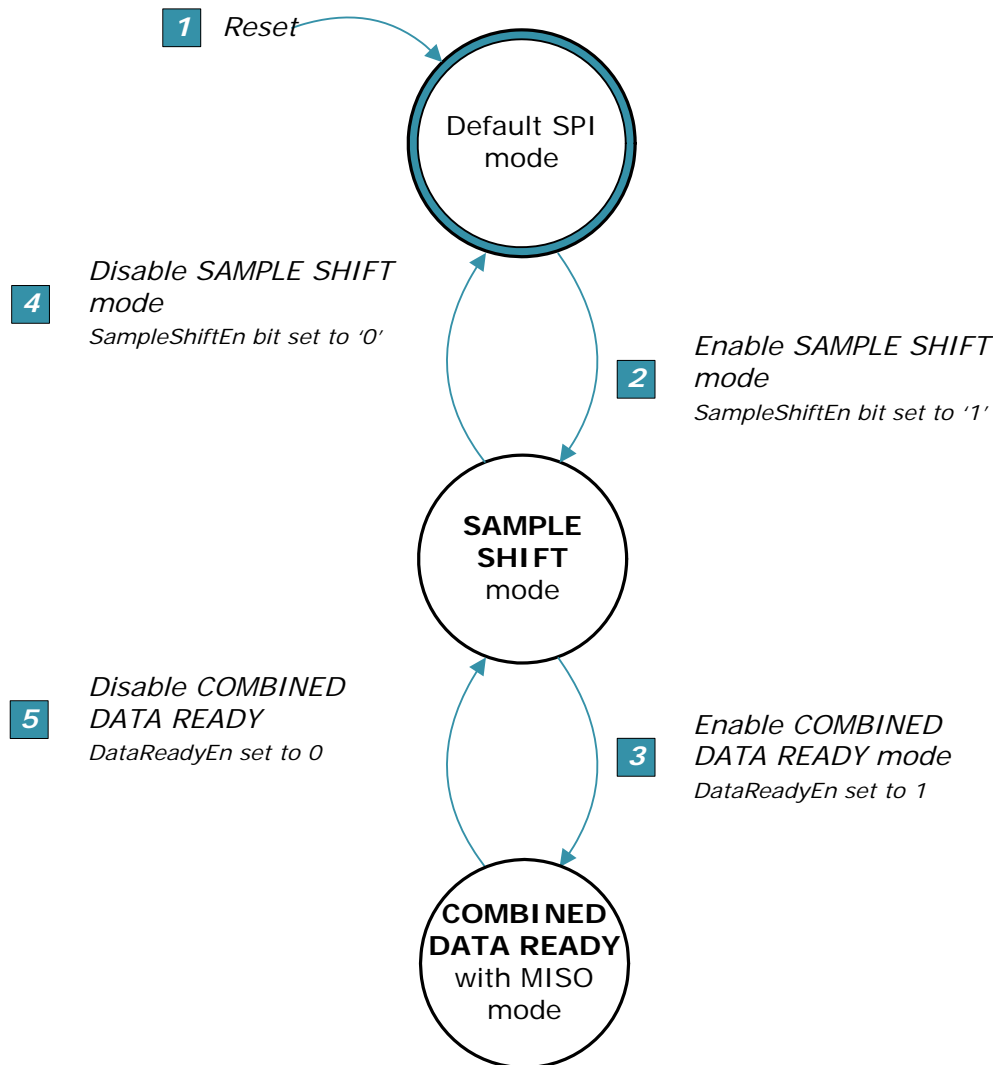 1 Reset
Default SPI
mode
Disable SAMPLE SHIFT
4 mode
SampleShiftEn bit set to ‘0’
Enable SAMPLE SHIFT
2 mode
SampleShiftEn bit set to ‘1’
SAMPLE
SHIFT
mode
Disable COMBINED
5 DATA READY
DataReadyEn set to 0
Enable COMBINED
3 DATA READY mode
DataReadyEn set to 1
COMBINED
DATA READY
with MISO
mode